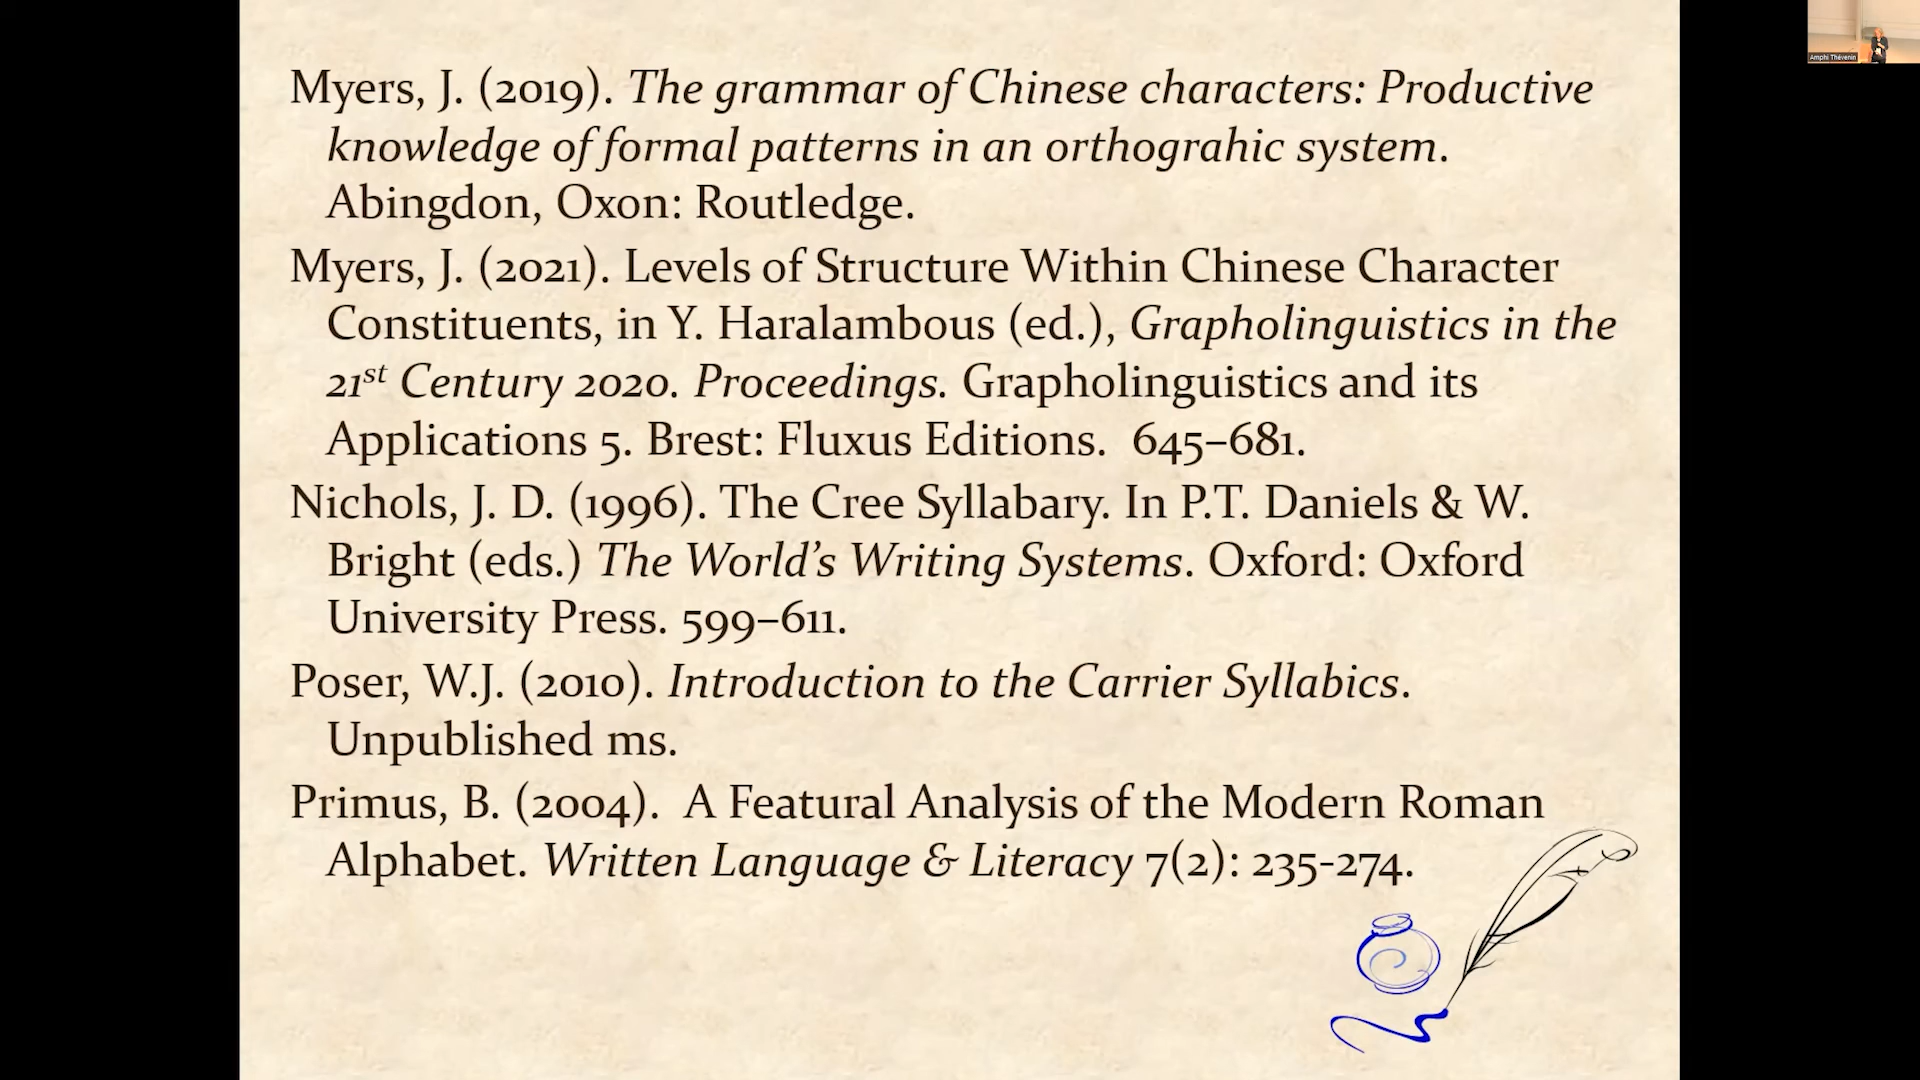 Myers, J. (2019). The grammar of Chinese characters: Productive
knowledge of formal patterns in an orthograhic system.
Abingdon, Oxon: Routledge.
Myers, J. (2021). Levels of Structure Within Chinese Character
Constituents, in Y. Haralambous (ed.), Grapholinguistics in the
21st Century 2020. Proceedings. Grapholinguistics and its
Applications 5. Brest: Fluxus Editions.  645–681.
Nichols, J. D. (1996). The Cree Syllabary. In P.T. Daniels & W.
Bright (eds.) The World’s Writing Systems. Oxford: Oxford
University Press. 599–611.
Poser, W.J. (2010). Introduction to the Carrier Syllabics.
Unpublished ms.
Primus, B. (2004).  A Featural Analysis of the Modern Roman
Alphabet. Written Language & Literacy 7(2): 235-274.
Amphi Thévenin